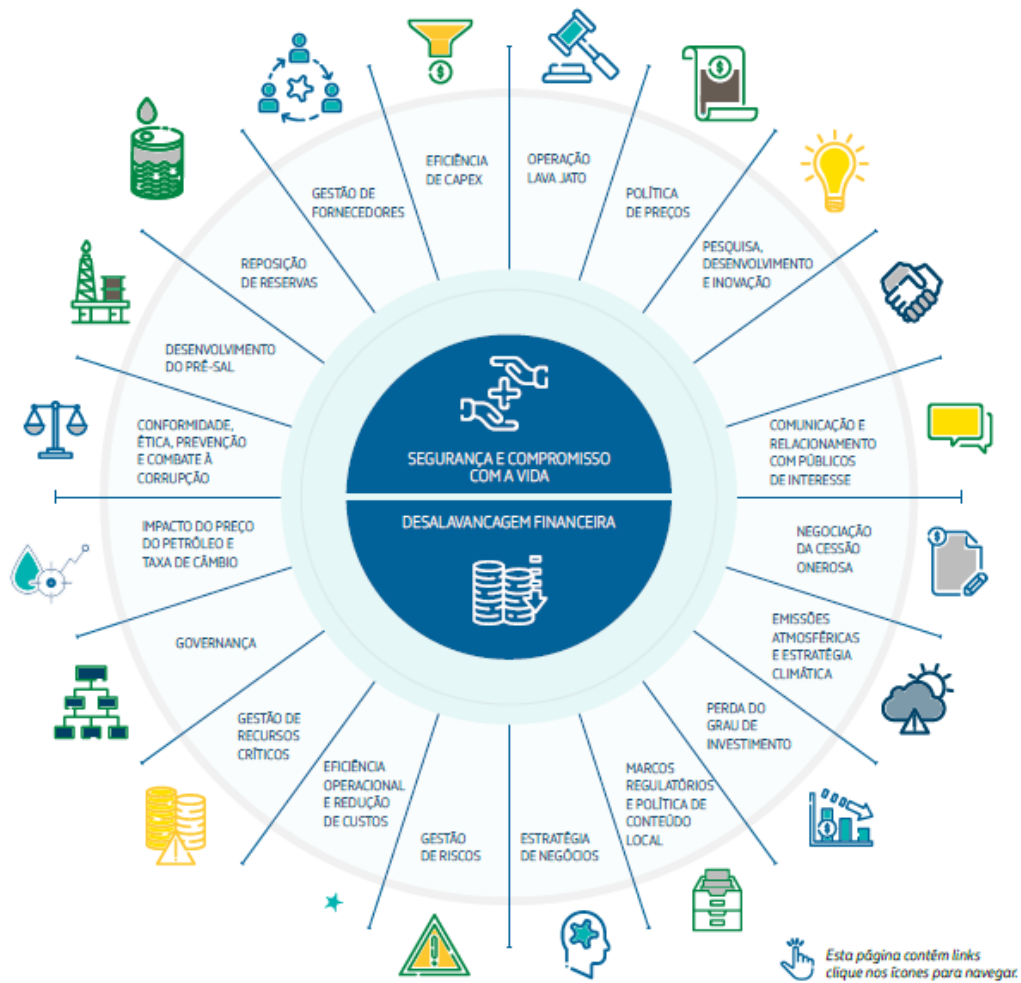 EFICIÊNCIA
DE CAPEX
OPERAÇÃO
LAVA JATO
POLÍTICA
DE PREÇOS
PESQUISA,
DESENVOLVIMENTO
E INOVAÇÃO
COMUNICAÇÃO E
RELACIONAMENTO
COM PÚBLICOS
DE INTERESSE
NEGOCIAÇÃO
DA CESSÃO
ONEROSA
EMISSÕES
ATMOSFÉRICAS
E ESTRATÉGIA
CLIMÁTICA
PERDA DO
GRAU DE
INVESTIMENTO
MARCOS
REGULATÓRIOS
E POLÍTICA DE
CONTEÚDO
LOCAL
ESTRATÉGIA
DE NEGÓCIOS
GESTÃO
DE RISCOS
EFICIÊNCIA
OPERACIONAL
E REDUÇÃO
DE CUSTOS
GESTÃO DE
RECURSOS
CRÍTICOS
GOVERNANÇA
IMPACTO DO PREÇO
DO PETRÓLEO E
TAXA DE CÂMBIO
CONFORMIDADE,
ÉTICA, PREVENÇÃO
E COMBATE À
CORRUPÇÃO
DESENVOLVIMENTO
DO PRÉ-SAL
REPOSIÇÃO
DE RESERVAS
GESTÃO DE
FORNECEDORES
SEGURANÇA E COMPROMISSO
COM A VIDA
DESALAVANCAGEM FINANCEIRA
Esta página contém links
clique nos ícones para navegar.